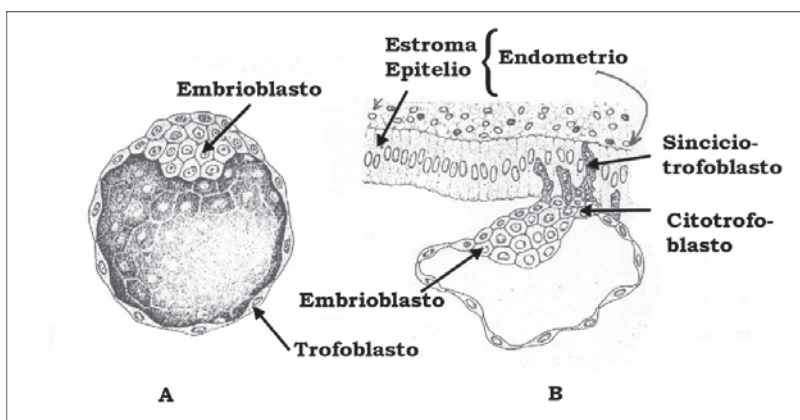 Embrioblasto
Trofoblasto
A
Estroma
Epitelio
{ Endometrio
Sincicio-
trofoblasto
Citotrofo-
blasto
Embrioblasto
B